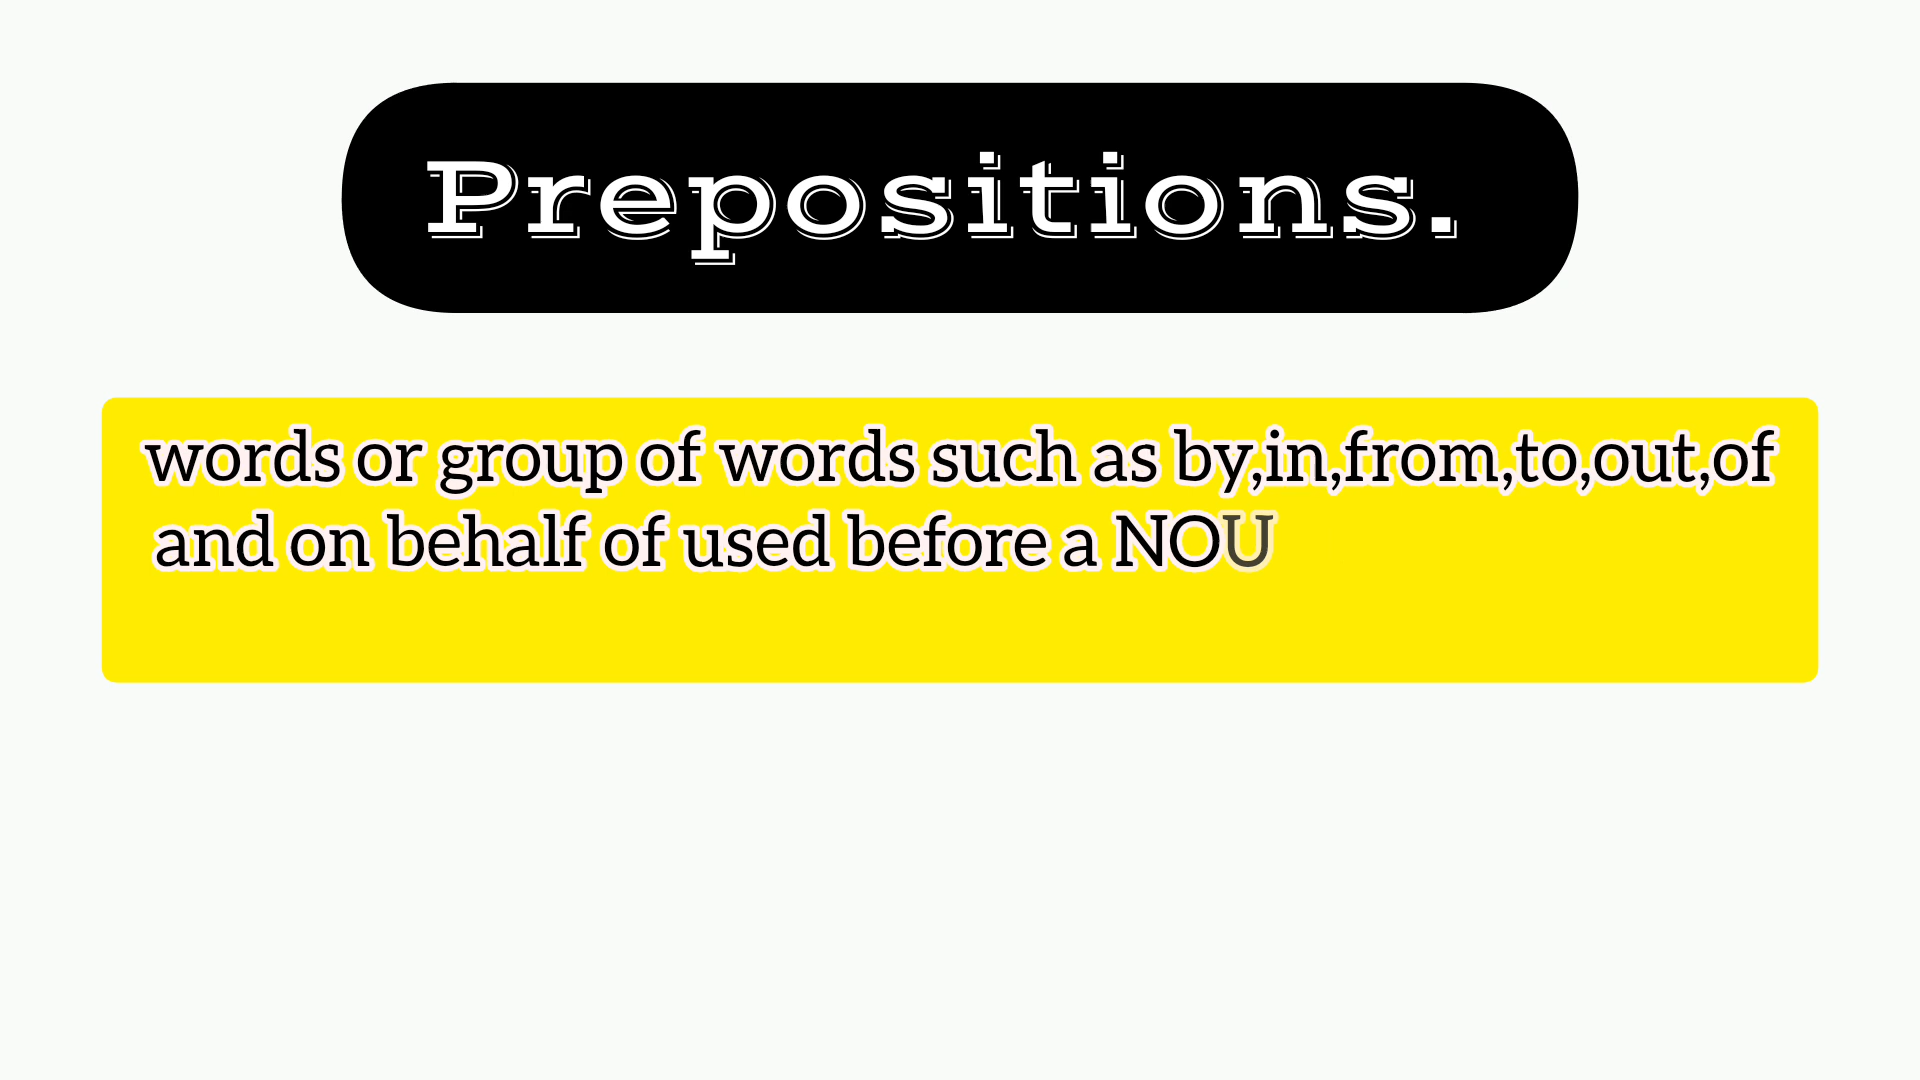 Prepositions.
words or group of words such as by,in,from,to,out,of
and on behalf of used before a NOU